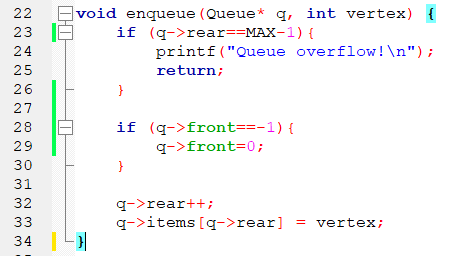 22 void enqueue(Queue* q, int vertex) {
23     if (q->rear==MAX-1){
24         printf("Queue overflow!\n");
25         return;
26     }
27
28     if (q->front==-1){
29         q->front=0;
30     }
31
32     q->rear++;
33     q->items[q->rear] = vertex;
34 }